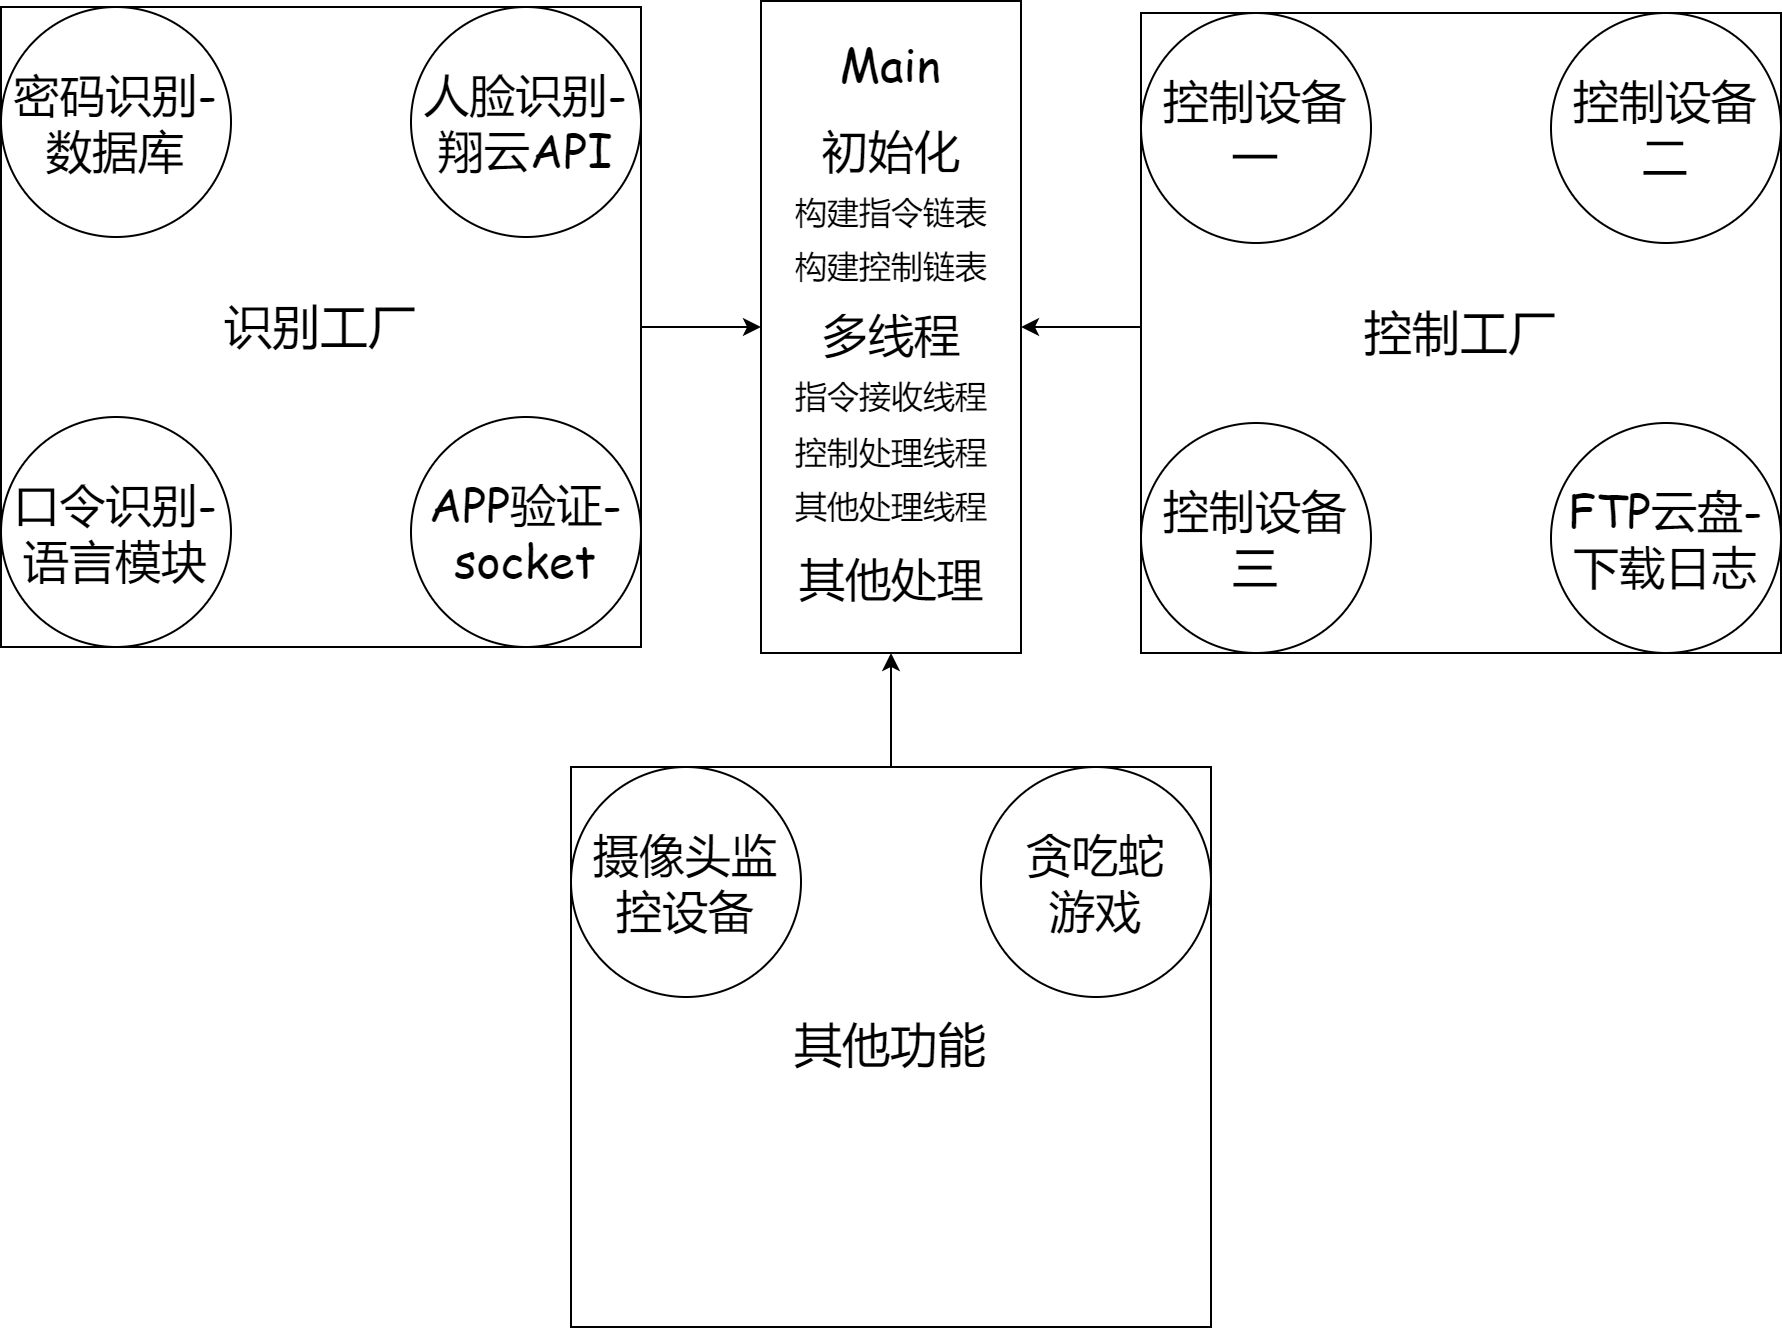 密码识别-
数据库
人脸识别-
翔云API
识别工厂
口令识别-
语言模块
APP验证-
socket
Main
初始化
构建指令链表
构建控制链表
多线程
指令接收线程
控制处理线程
其他处理线程
其他处理
控制设备
一
控制设备
二
控制工厂
控制设备
三
FTP云盘-
下载日志
摄像头监
控设备
贪吃蛇
游戏
其他功能